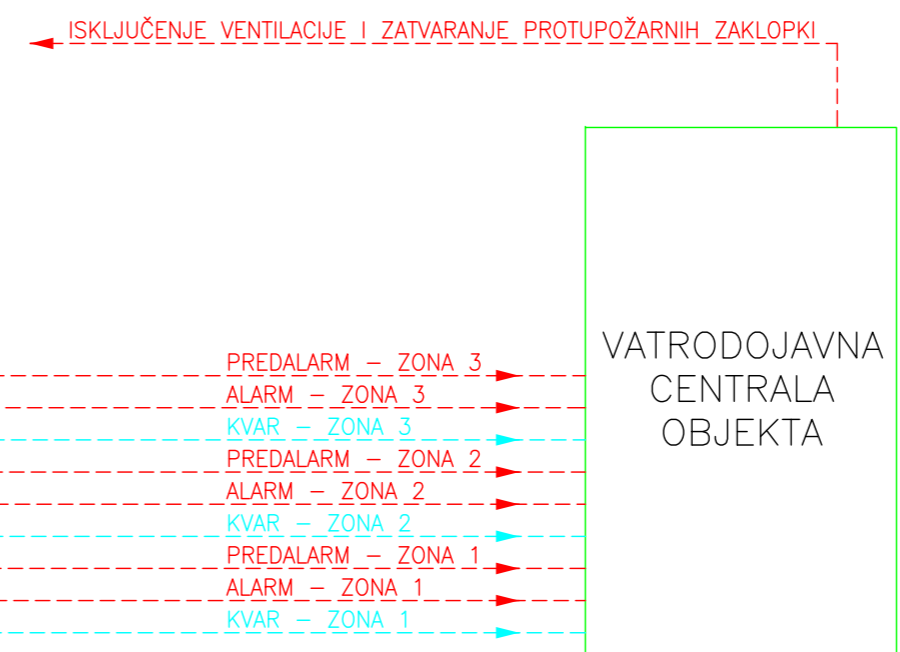 ISKLJUČENJE VENTILACIJE I ZATVARANJE PROTUPOŽARNIH ZAKLOPKI
VATRODOJAVNA
CENTRALA
OBJEKTA
PREDALARM – ZONA 3
ALARM – ZONA 3
KVAR – ZONA 3
PREDALARM – ZONA 2
ALARM – ZONA 2
KVAR – ZONA 2
PREDALARM – ZONA 1
ALARM – ZONA 1
KVAR – ZONA 1